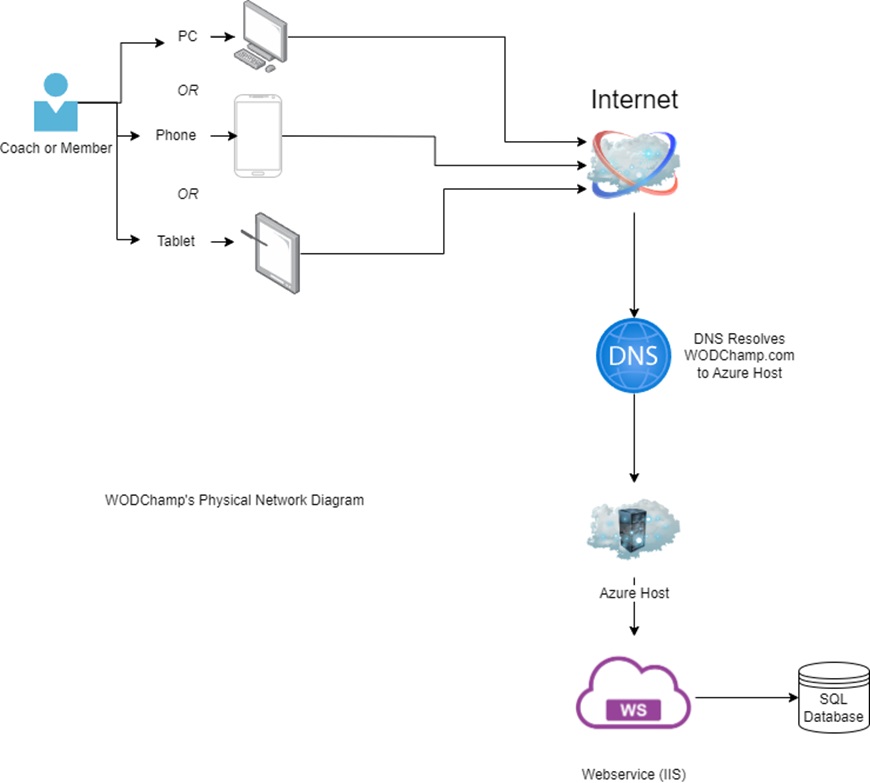 PC
OR
Internet
Phone
Coach or Member
OR
Tablet
DNS
DNS Resolves
WODChamp.com
to Azure Host
WODChamp's Physical Network Diagram
Azure Host
WS
SQL
Database
Webservice (IIS)